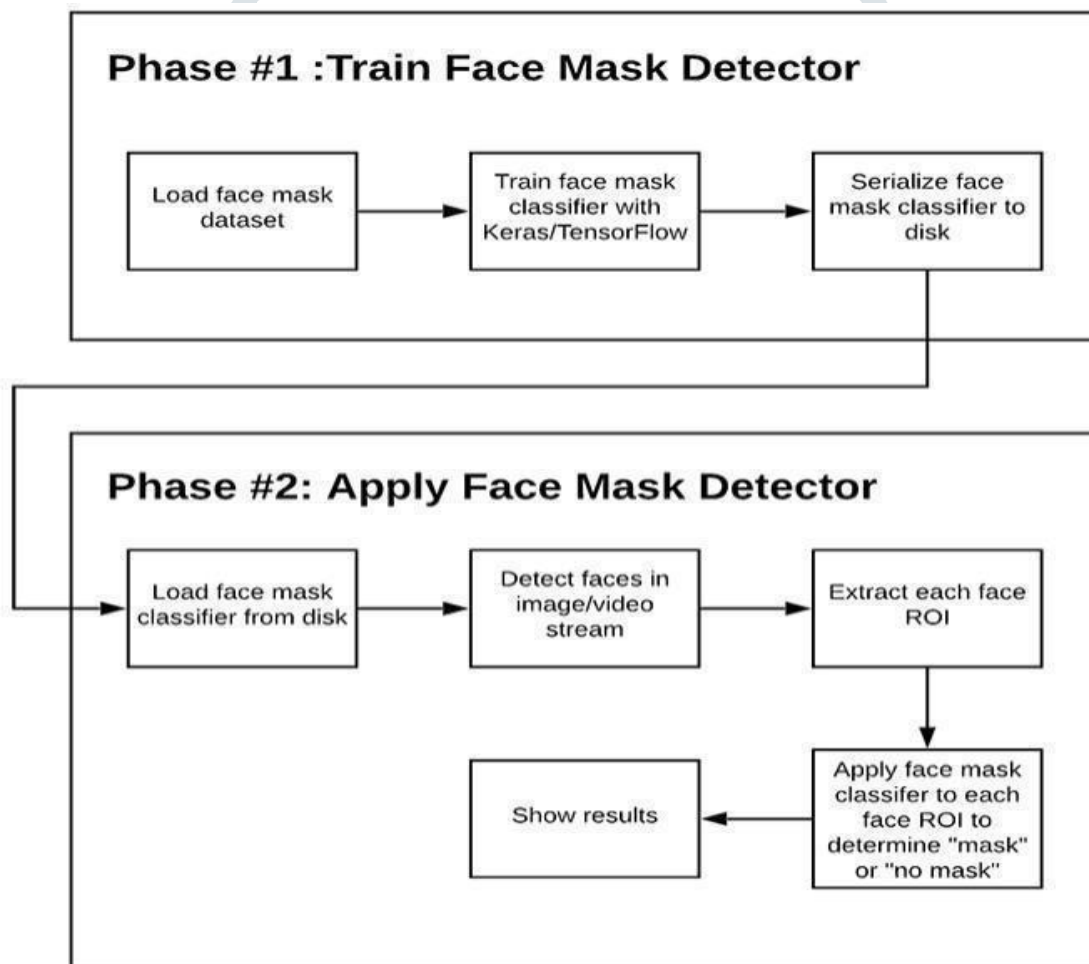 Phase #1 :Train Face Mask Detector
Load face mask
dataset
Train face mask
classifier with
Keras/TensorFlow
Serialize face
mask classifier to
disk
Phase #2: Apply Face Mask Detector
Load face mask
classifier from disk
Detect faces in
image/video
stream
Extract each face
ROI
Apply face mask
classifer to each
face ROI to
determine "mask"
or "no mask"
Show results